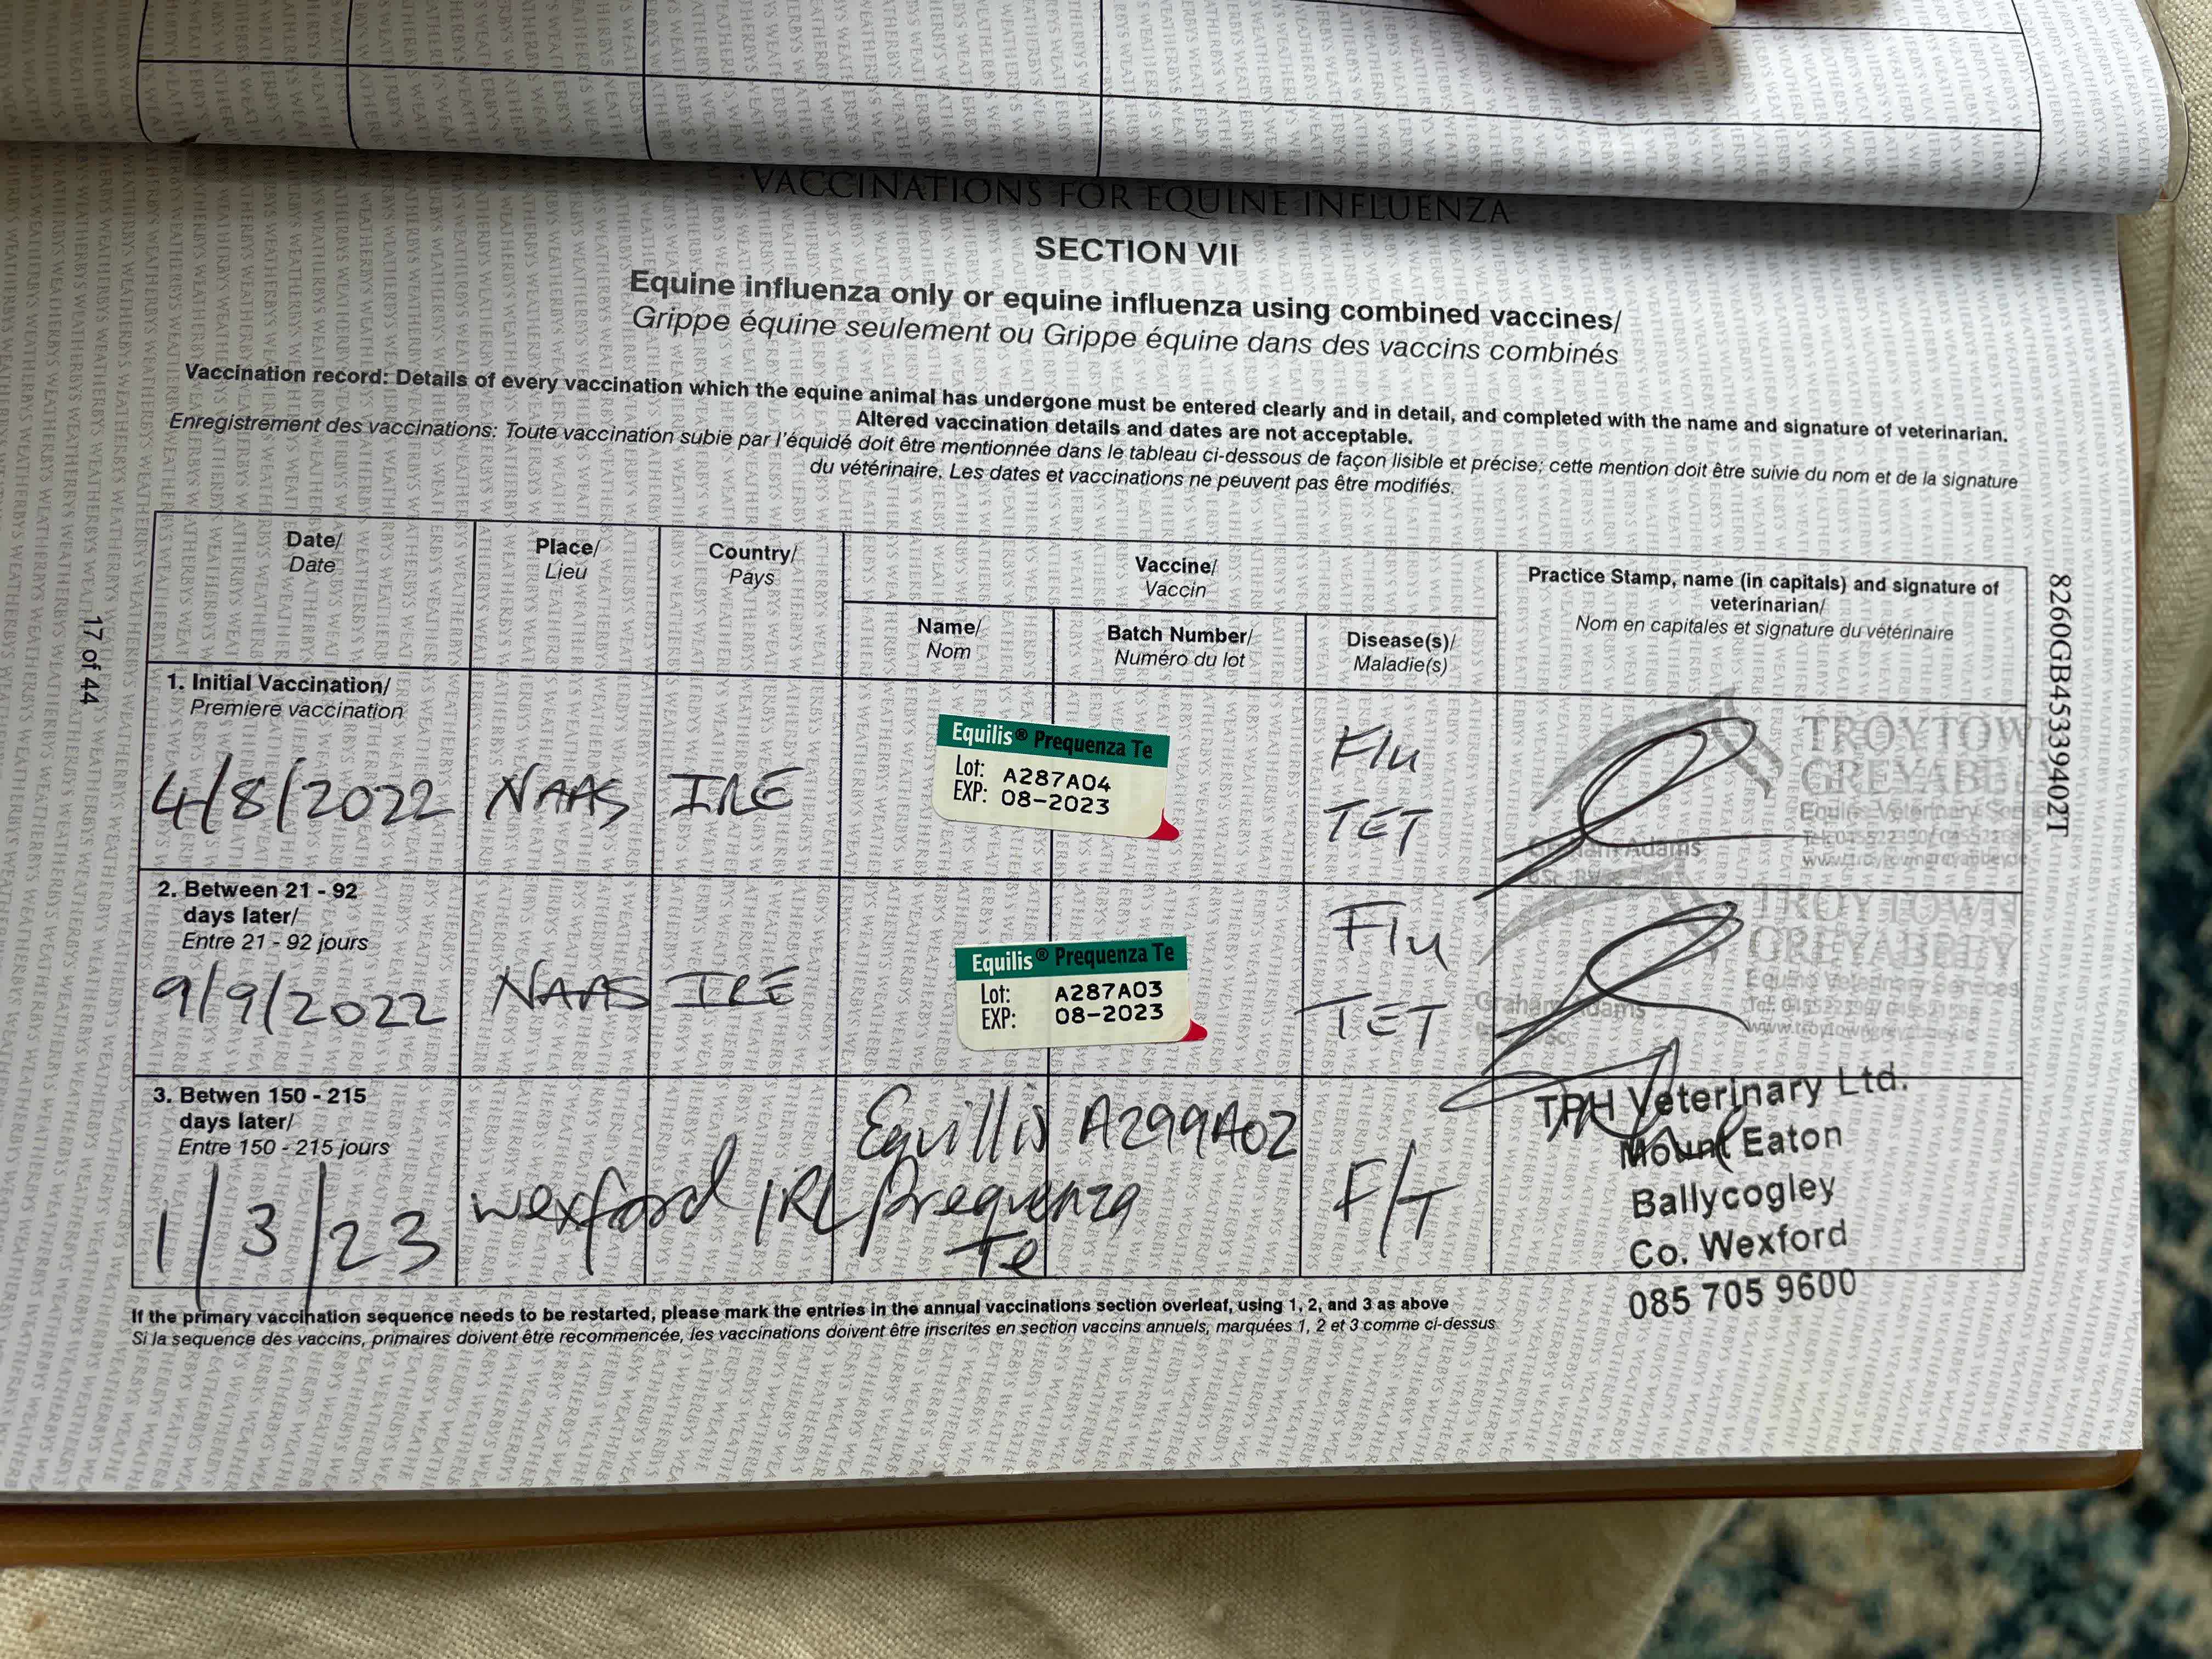 VACCINATIONS FOR EQUINE INFLUENZA
SECTION VII
Equine influenza only or equine influenza using combined vaccines/
Grippe équine seulement ou Grippe équine dans des vaccins combinés
Vaccination record: Details of every vaccination which the equine animal has undergone must be entered clearly and in detail, and completed with the name and signature of veterinarian.
Altered vaccination details and dates are not acceptable.
Enregistrement des vaccinations: Toute vaccination subie par l'équidé doit être mentionnée dans le tableau ci-dessous de façon lisible et précise; cette mention doit être suivie du nom et de la signature
du vétérinaire. Les dates et vaccinations ne peuvent pas être modifiés.
Date/
Date
Place/
Lieu
Country/
Pays
Vaccine/
Vaccin
Name/
Nom
Batch Number/
Numéro du lot
Disease(s)/
Maladie(s)
Practice Stamp, name (in capitals) and signature of
veterinarian/
Nom en capitales et signature du vétérinaire
1. Initial Vaccination/
Premiere vaccination
4/8/2022
NAAS
IRE
Equilis® Prequenza Te
Lot: A287A04
EXP: 08-2023
Flu
TET
TROYTOW
GREYABB
Equine Veterinary
Graham Adams
2. Between 21 - 92
days later/
Entre 21 - 92 jours
9/9/2022
NAAS
IRE
Equilis® Prequenza Te
Lot: A287A03
EXP: 08-2023
Flu
TET
TROYTOWN
GREYABBEY
Equine Veterinary Services
Graham Adams
3. Betwen 150 - 215
days later/
Entre 150 - 215 jours
1/3/23
Wexford
IRL
Equillis
Prequenza
Te
A299A02
F/T
TPH Veterinary Ltd.
Mount Eaton
Ballycogley
Co. Wexford
085 705 9600
If the primary vaccination sequence needs to be restarted, please mark the entries in the annual vaccinations section overleaf, using 1, 2, and 3 as above
Si la sequence des vaccins, primaires doivent être recommencée, les vaccinations doivent être inscrites en section vaccins annuels, marquées 1, 2 et 3 comme ci-dessus
17 of 44
8260GB45339402T